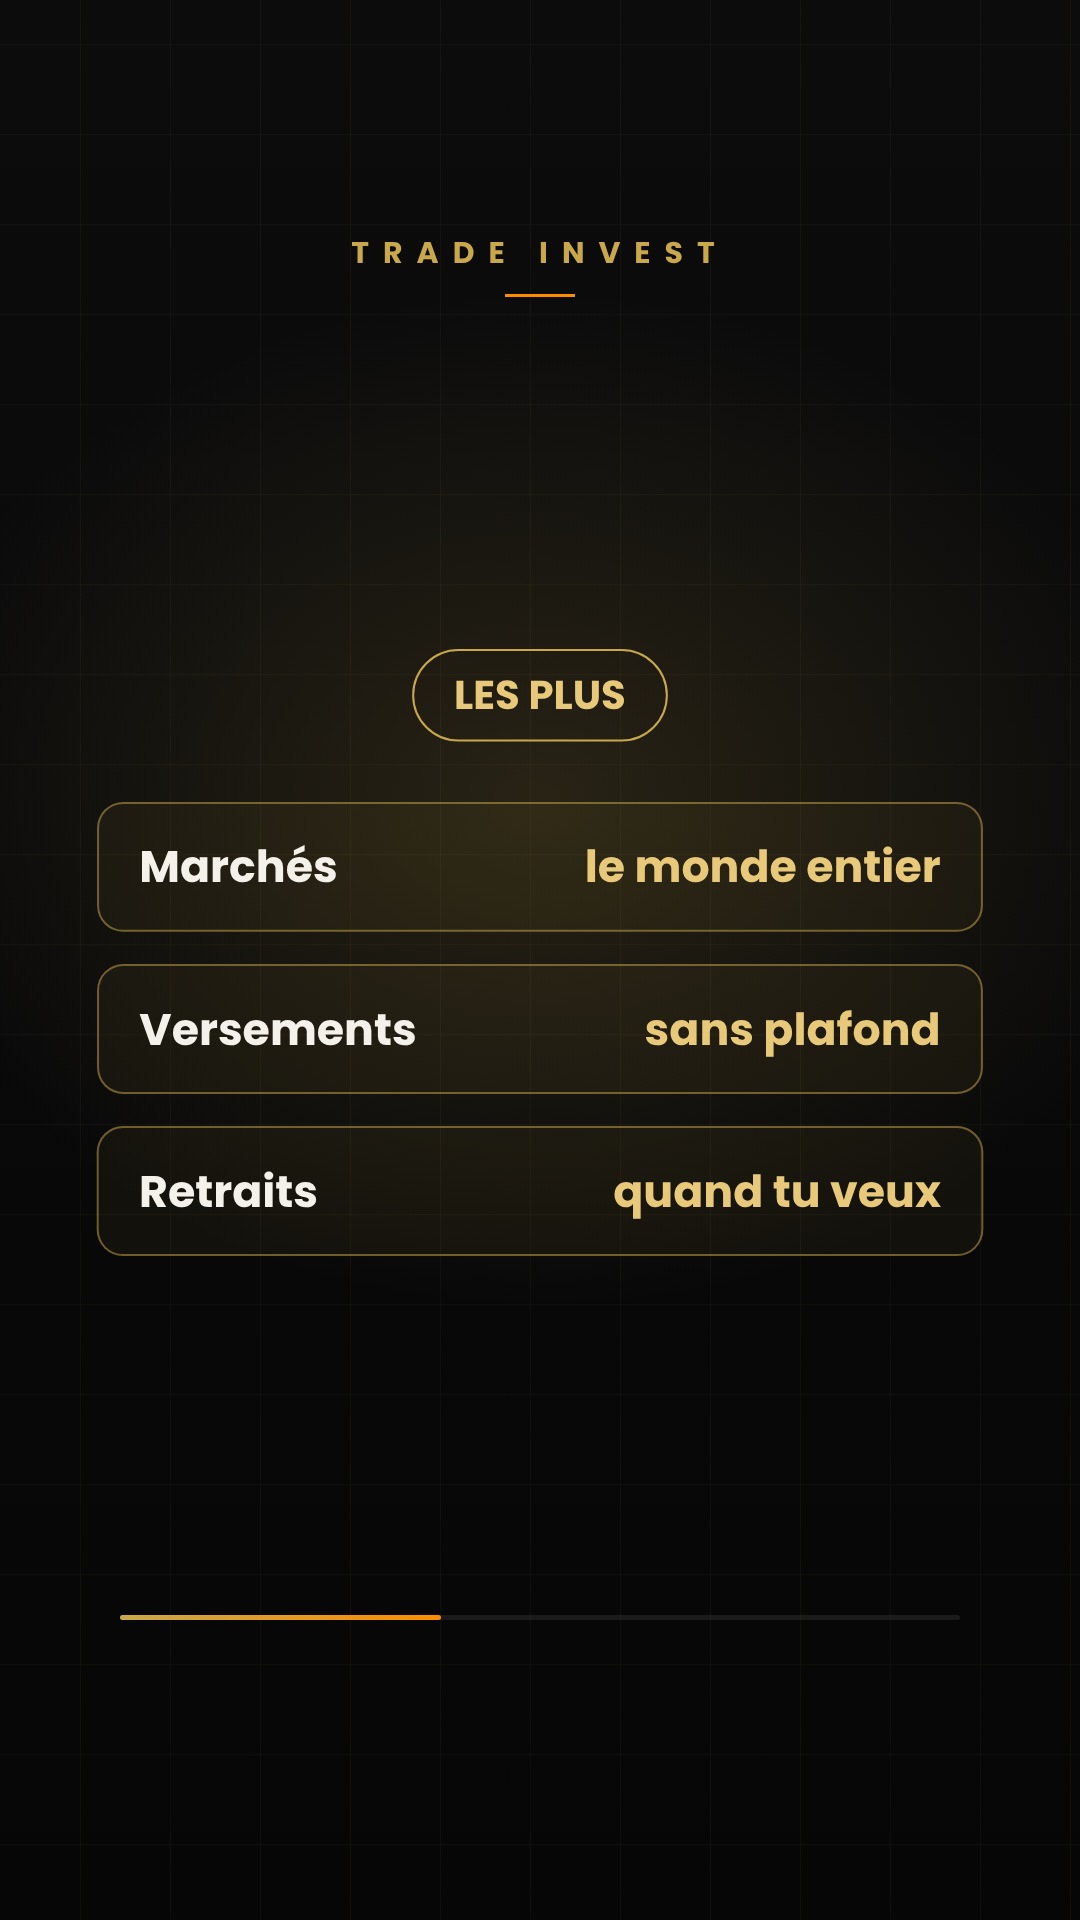 TRADE INVEST
LES PLUS
Marchés le monde entier
Versements sans plafond
Retraits quand tu veux